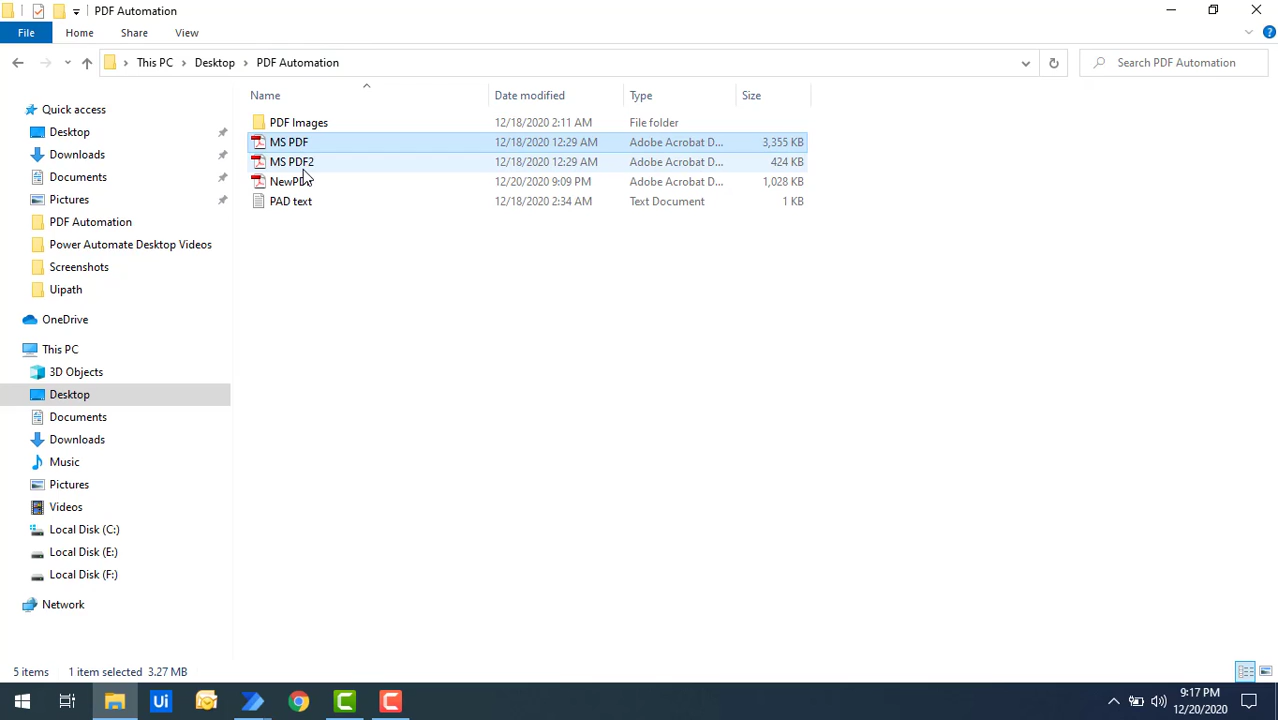 PDF Automation
File Home Share View
This PC Desktop PDF Automation Search PDF Automation
Name Date modified Type Size
Quick access
Desktop
Downloads
Documents
Pictures
PDF Automation
Power Automate Desktop Videos
Screenshots
Uipath
OneDrive
This PC
3D Objects
Desktop
Documents
Downloads
Music
Pictures
Videos
Local Disk (C:)
Local Disk (E:)
Local Disk (F:)
Network
PDF Images 12/18/2020 2:11 AM File folder
MS PDF 12/18/2020 12:29 AM Adobe Acrobat D... 3,355 KB
MS PDF2 12/18/2020 12:29 AM Adobe Acrobat D... 424 KB
NewPDF 12/20/2020 9:09 PM Adobe Acrobat D... 1,028 KB
PAD text 12/18/2020 2:34 AM Text Document 1 KB
5 items 1 item selected 3.27 MB
Ui
9:17 PM
12/20/2020